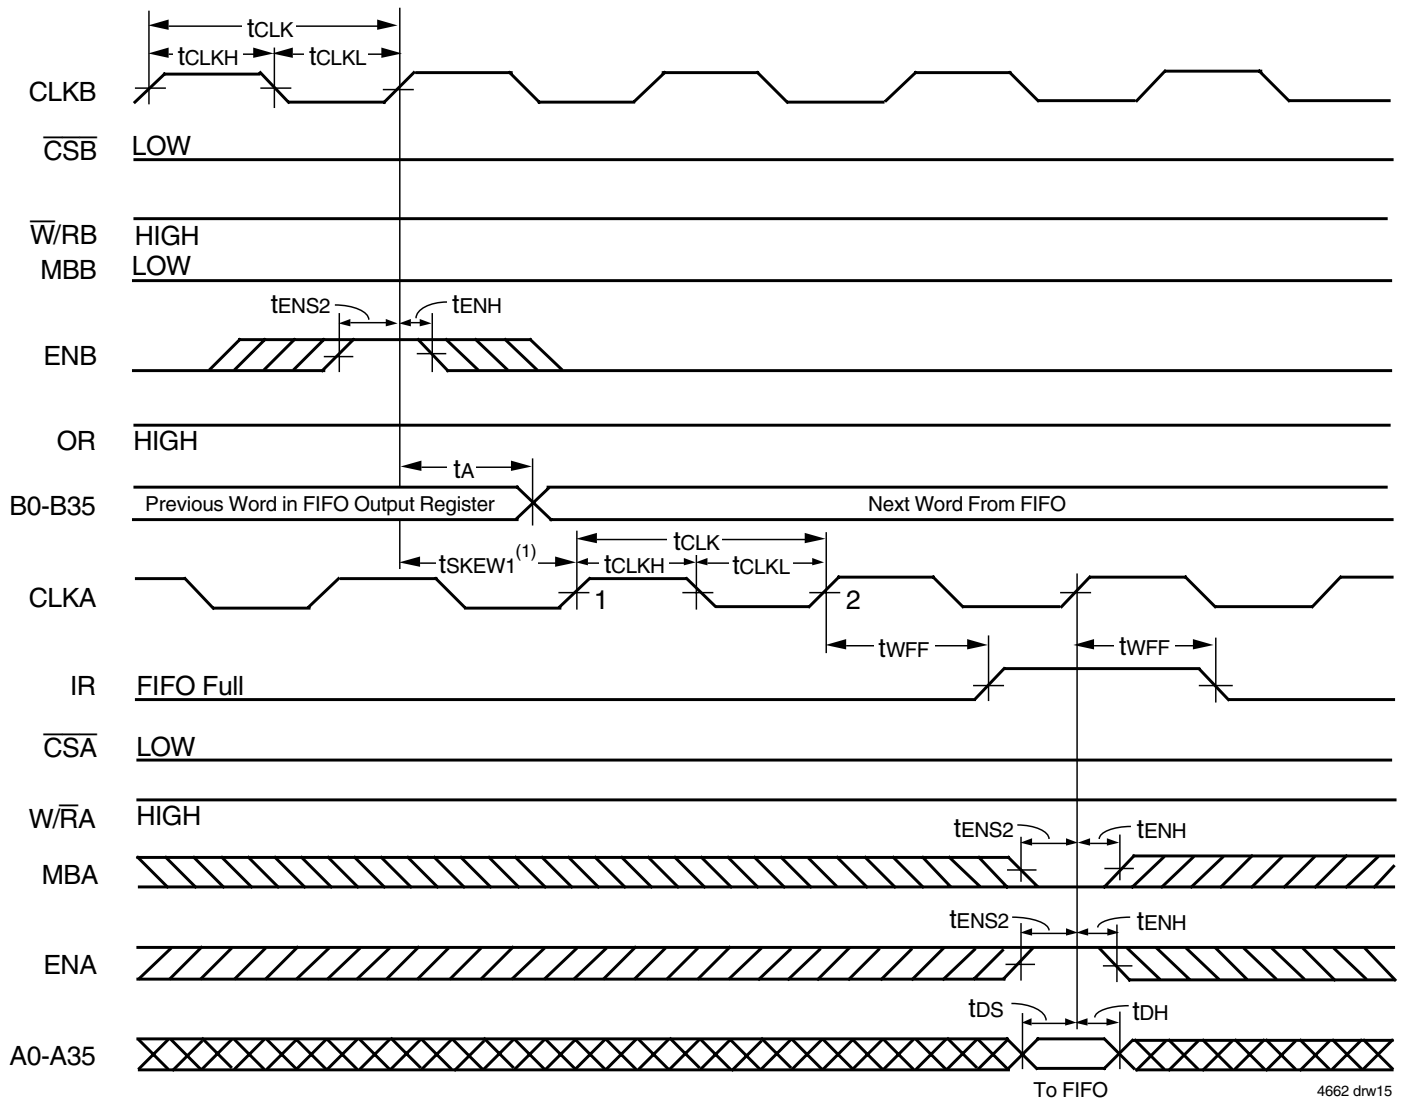 tCLK
tCLKH tCLKL
CLKB
CSB LOW
W/RB HIGH
MBB LOW
tENS2 tENH
ENB
OR HIGH
tA
B0-B35 Previous Word in FIFO Output Register Next Word From FIFO
tCLK
tSKEW1(1) tCLKH tCLKL
CLKA 1 2
tWFF tWFF
IR FIFO Full
CSA LOW
W/RA HIGH
tENS2 tENH
MBA
tENS2 tENH
ENA
tDS tDH
A0-A35
To FIFO
4662 drw15